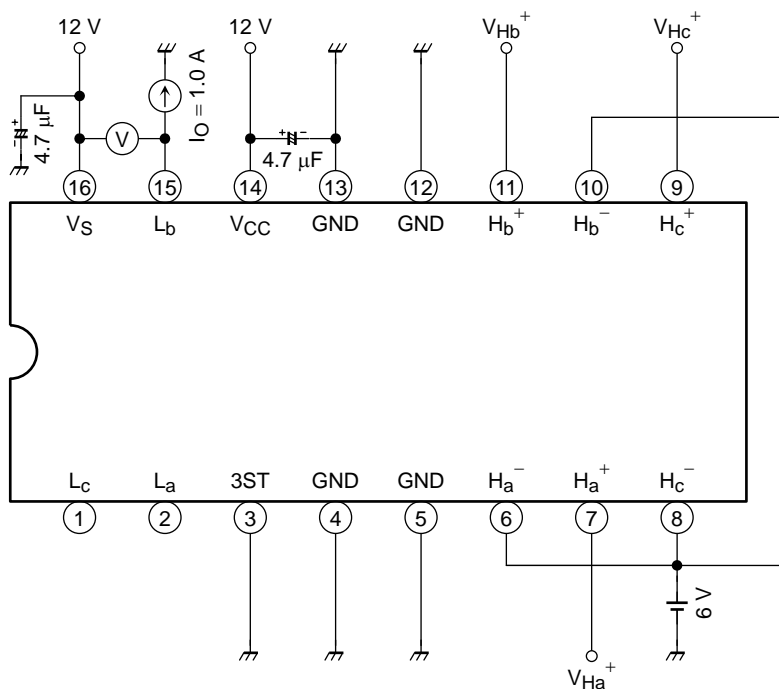 12 V
12 V
VHb+
VHc+
IO = 1.0 A
4.7 μF
+
-
V
+ -
4.7 μF
16 15 14 13 12 11 10 9
VS Lb VCC GND GND Hb+ Hb− Hc+
Lc La 3ST GND GND Ha− Ha+ Hc−
1 2 3 4 5 6 7 8
6 V
VHa+